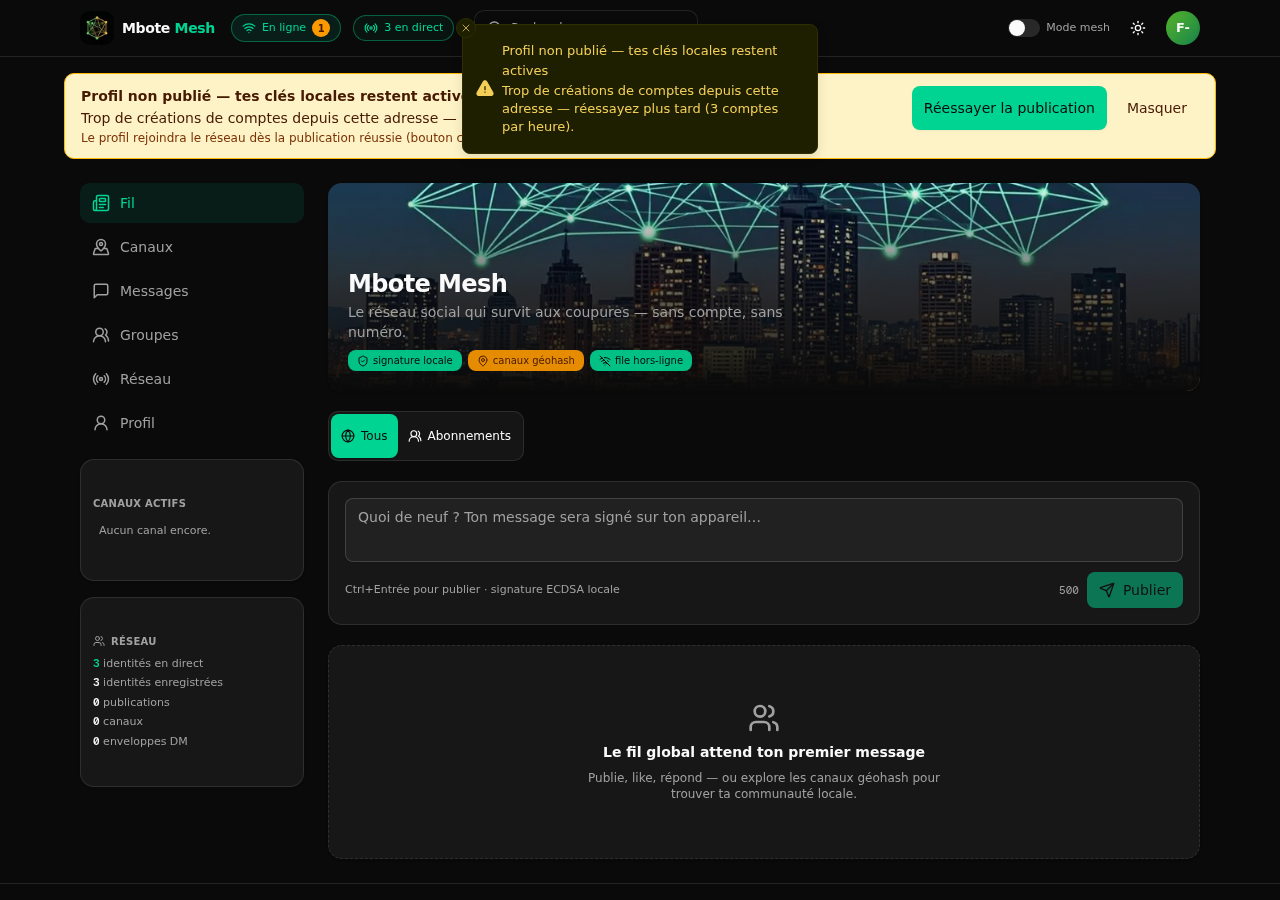 Mbote Mesh
En ligne 1
3 en direct
Mode mesh
F-
Profil non publié — tes clés locales restent
actives
Trop de créations de comptes depuis cette
adresse — réessayez plus tard (3 comptes
par heure).
Profil non publié — tes clés locales restent
Trop de créations de comptes depuis cette adresse —
Le profil rejoindra le réseau dès la publication réussie (bouton
Réessayer la publication
Masquer
Fil
Canaux
Messages
Groupes
Réseau
Profil
CANAUX ACTIFS
Aucun canal encore.
RÉSEAU
3 identités en direct
3 identités enregistrées
0 publications
0 canaux
0 enveloppes DM
Mbote Mesh
Le réseau social qui survit aux coupures — sans compte, sans
numéro.
signature locale
canaux géohash
file hors-ligne
Tous
Abonnements
Quoi de neuf ? Ton message sera signé sur ton appareil…
Ctrl+Entrée pour publier · signature ECDSA locale
500
Publier
Le fil global attend ton premier message
Publie, like, répond — ou explore les canaux géohash pour
trouver ta communauté locale.